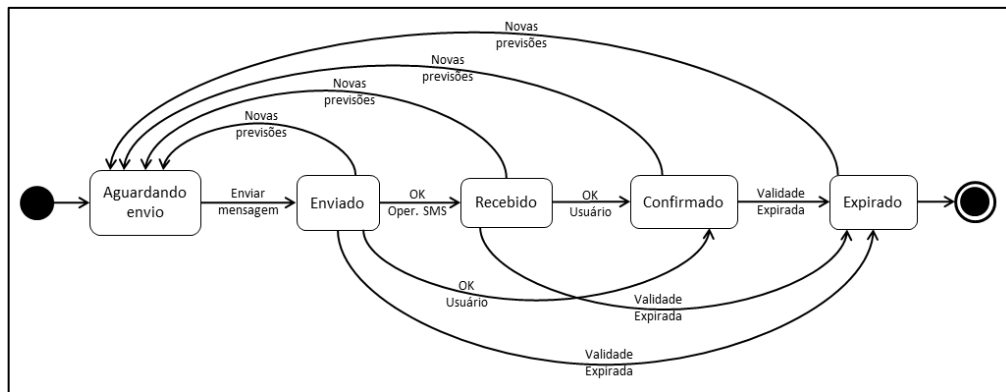 Novas
previsões
Novas
previsões
Novas
previsões
Novas
previsões
Aguardando
envio
Enviar
mensagem
Enviado
OK
Oper. SMS
Recebido
OK
Usuário
Confirmado
Validade
Expirada
Expirado
OK
Usuário
Validade
Expirada
Validade
Expirada